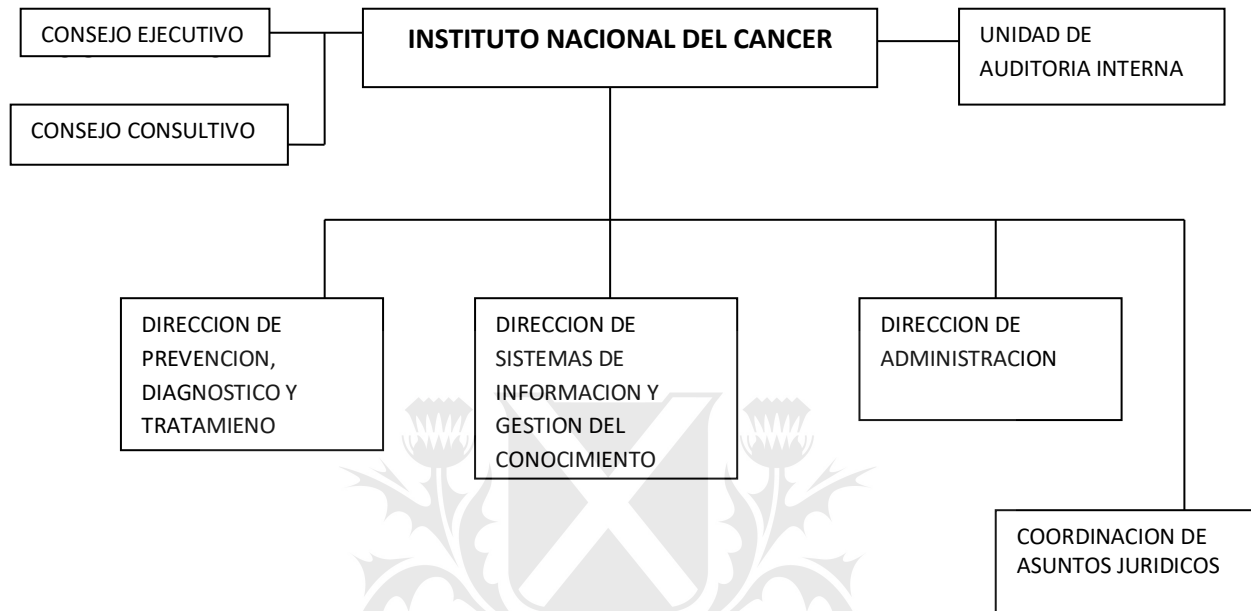 CONSEJO EJECUTIVO
INSTITUTO NACIONAL DEL CANCER
UNIDAD DE
AUDITORIA INTERNA
CONSEJO CONSULTIVO
DIRECCION DE
PREVENCION,
DIAGNOSTICO Y
TRATAMIENO
DIRECCION DE
SISTEMAS DE
INFORMACION Y
GESTION DEL
CONOCIMIENTO
DIRECCION DE
ADMINISTRACION
COORDINACION DE
ASUNTOS JURIDICOS